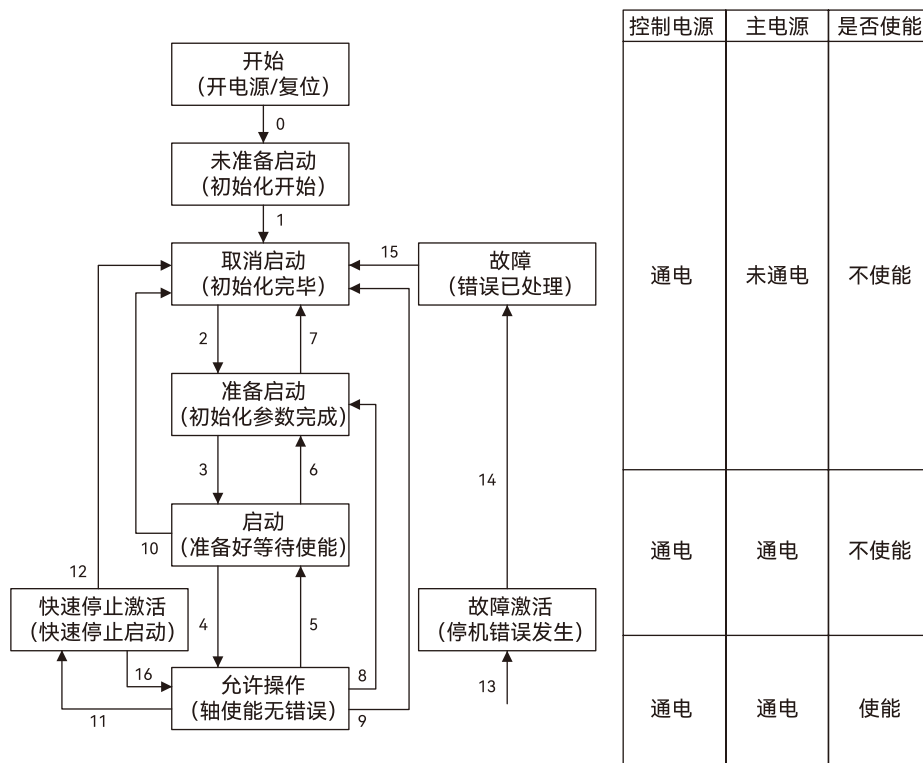 开始
（开电源/复位）
0
未准备启动
（初始化开始）
1
取消启动
（初始化完毕）
15
故障
（错误已处理）
2
7
准备启动
（初始化参数完成）
3
6
14
启动
（准备好等待使能）
10
12
快速停止激活
（快速停止启动）
4
5
故障激活
（停机错误发生）
16
允许操作
（轴使能无错误）
8
13
11
9
控制电源 主电源 是否使能
通电 未通电 不使能
通电 通电 不使能
通电 通电 使能